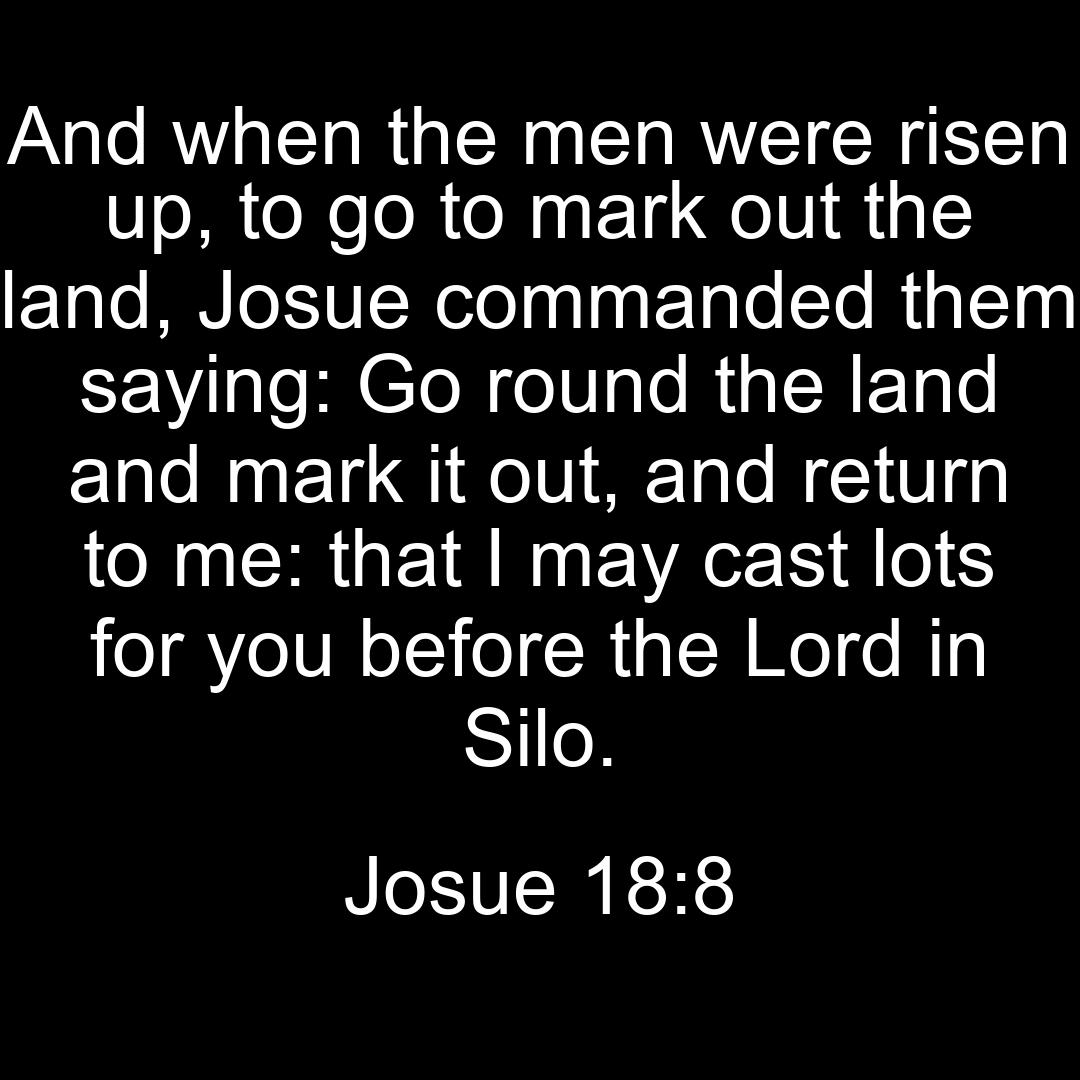 And when the men were risen
up, to go to mark out the
land, Josue commanded them
saying: Go round the land
and mark it out, and return
to me: that I may cast lots
for you before the Lord in
Silo.
Josue 18:8